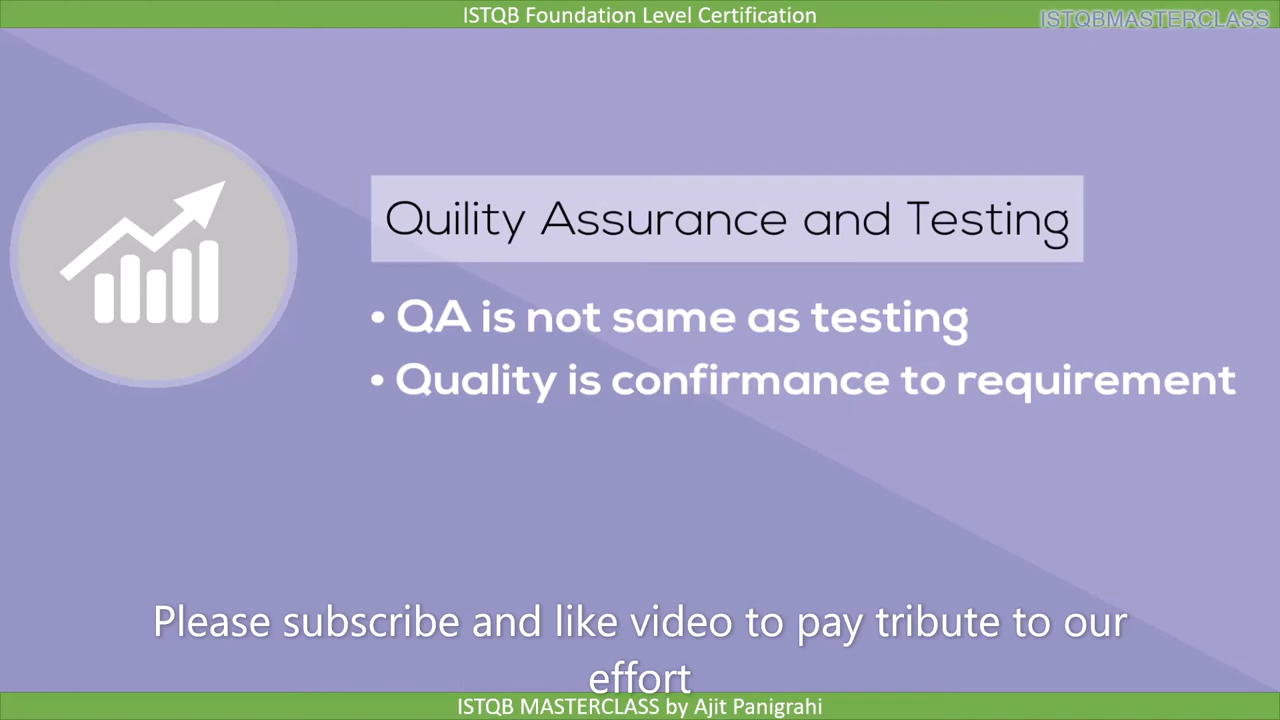 ISTQB Foundation Level Certification
ISTQBMASTERCLASS
Quility Assurance and Testing
• QA is not same as testing
• Quality is confirmance to requirement
Please subscribe and like video to pay tribute to our
effort
ISTQB MASTERCLASS by Ajit Panigrahi